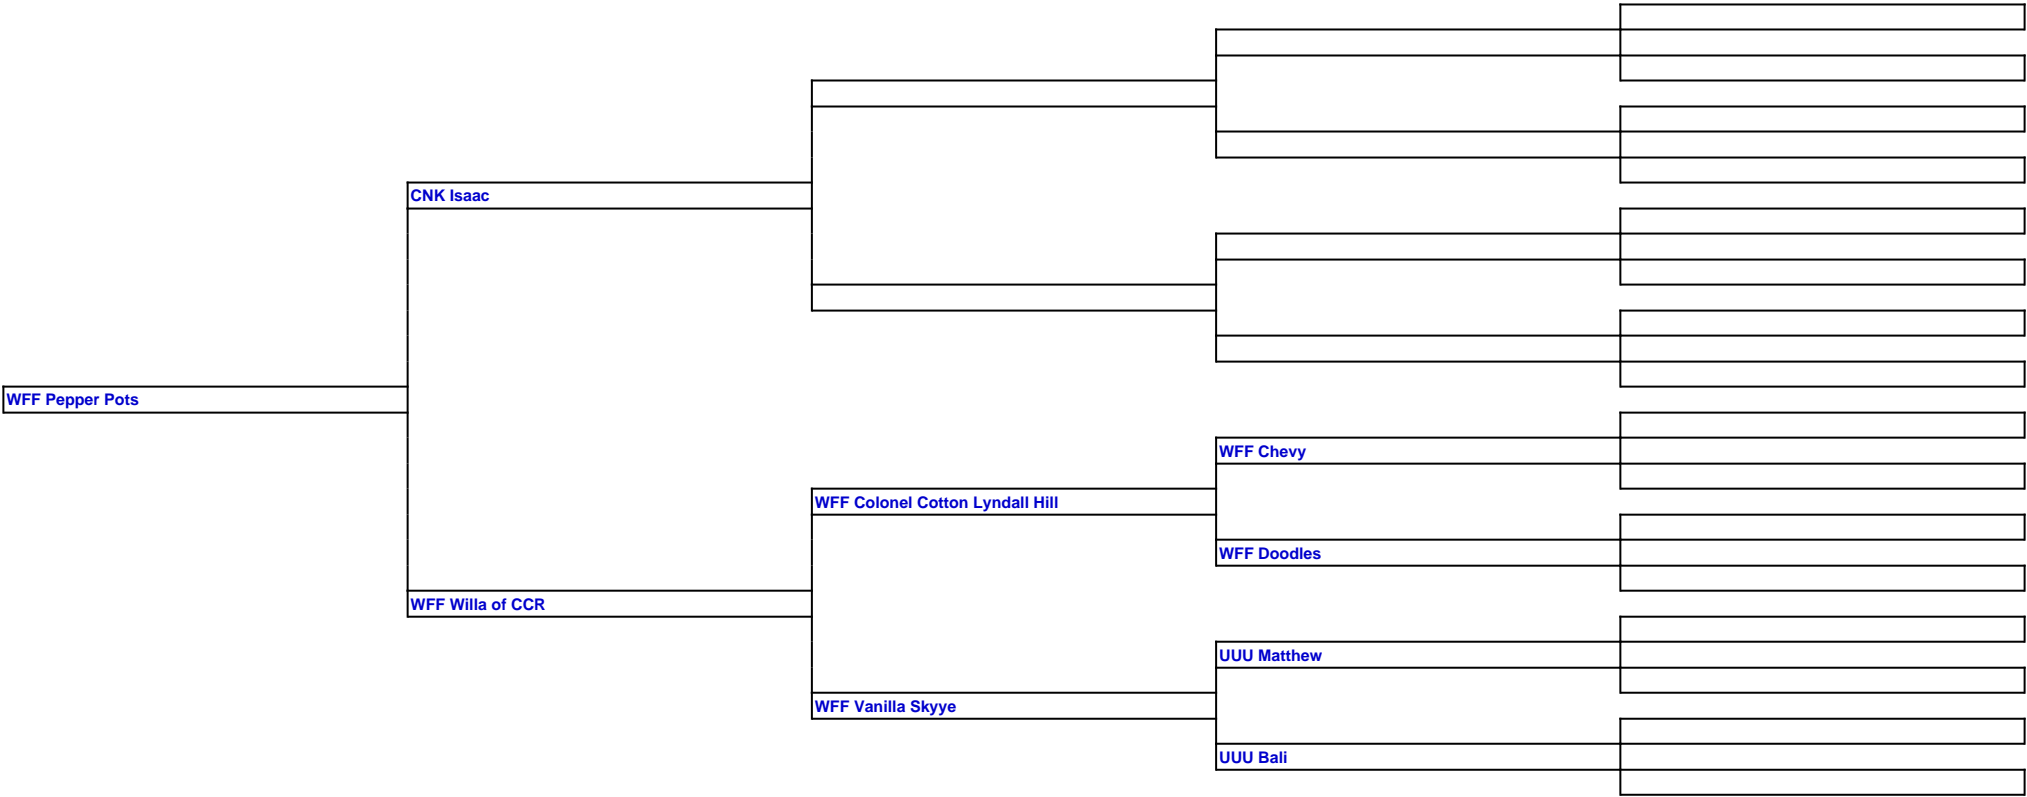 CNK Isaac
WFF Pepper Pots
WFF Chevy
WFF Colonel Cotton Lyndall Hill
WFF Doodles
WFF Willa of CCR
UUU Matthew
WFF Vanilla Skyye
UUU Bali